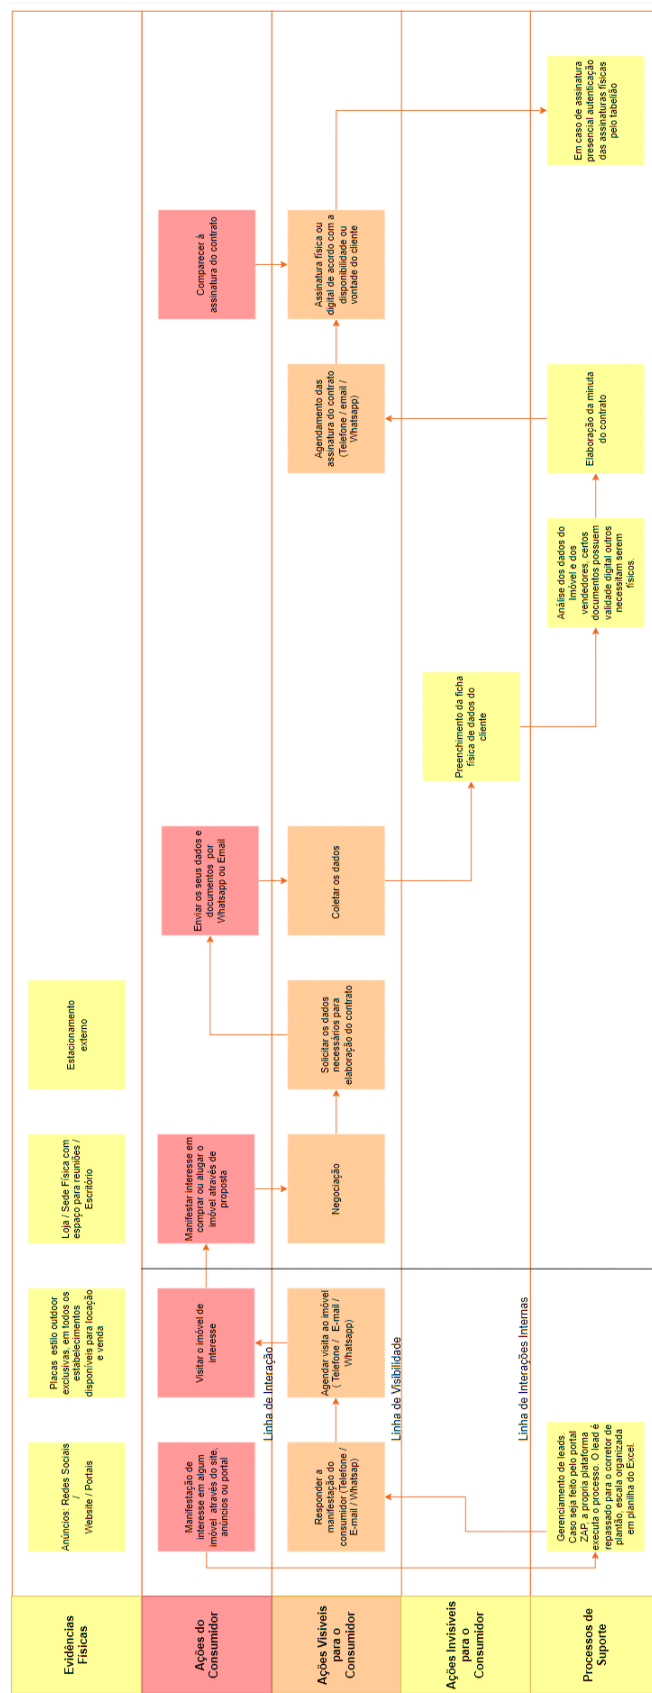 Evidências
Físicas
Anúncios: Redes Sociais
/
Website / Portais
Placas estilo outdoor
exclusivas, em todos os
estabelecimentos
disponíveis para locação
e venda
Loja / Sede Física com
espaço para reuniões /
Escritório
Estacionamento
externo
Ações do
Consumidor
Manifestação de
interesse em algum
imóvel através do site,
anúncios ou portal
Visitar o imóvel de
interesse
Manifestar interesse em
comprar ou alugar o
imóvel através de
proposta
Enviar os seus dados e
documentos por
Whatsapp ou Email
Comparecer à
assinatura do contrato
Linha de Interação
Ações Visíveis
para o
Consumidor
Responder a
manifestação do
consumidor (Telefone /
E-mail / Whatsap)
Agendar visita ao imóvel
( Telefone / E-mail /
Whatsapp)
Negociação
Solicitar os dados
necessários para
elaboração do contrato
Coletar os dados
Agendamento das
assinatura do contrato
(Telefone / email /
Whatsapp)
Assinatura física ou
digital de acordo com a
disponibilidade ou
vontade do cliente
Linha de Visibilidade
Ações Invisíveis
para o
Consumidor
Preenchimento da ficha
física de dados do
cliente
Linha de Interações Internas
Processos de
Suporte
Gerenciamento de leads.
Caso seja feito pelo portal
ZAP, a propria plataforma
executa o processo. O lead é
repassado para o corretor de
plantão, escala organizada
em planilha do Excel.
Análise dos dados do
Imóvel e dos
vendedores, certos
documentos possuem
validade digital outros
necessitam serem
físicos.
Elaboração da minuta
do contrato
Em caso de assinatura
presencial autenticação
das assinaturas físicas
pelo tabelião